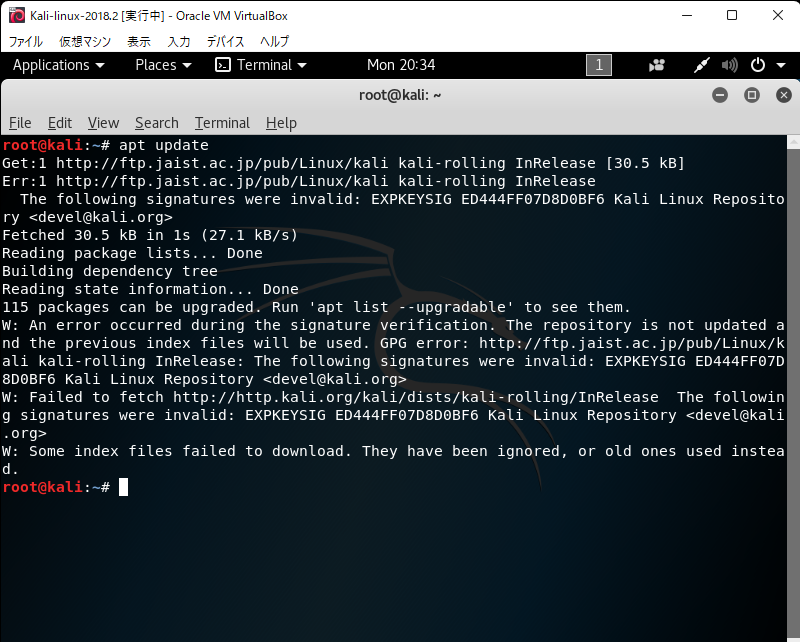 Kali-linux-2018.2 [実行中] - Oracle VM VirtualBox
ファイル 仮想マシン 表示 入力 デバイス ヘルプ
Applications Places Terminal Mon 20:34 1
root@kali: ~
File Edit View Search Terminal Help
root@kali:~# apt update
Get:1 http://ftp.jaist.ac.jp/pub/Linux/kali kali-rolling InRelease [30.5 kB]
Err:1 http://ftp.jaist.ac.jp/pub/Linux/kali kali-rolling InRelease
  The following signatures were invalid: EXPKEYSIG ED444FF07D8D0BF6 Kali Linux Reposito
ry <devel@kali.org>
Fetched 30.5 kB in 1s (27.1 kB/s)
Reading package lists... Done
Building dependency tree
Reading state information... Done
115 packages can be upgraded. Run 'apt list --upgradable' to see them.
W: An error occurred during the signature verification. The repository is not updated a
nd the previous index files will be used. GPG error: http://ftp.jaist.ac.jp/pub/Linux/k
ali kali-rolling InRelease: The following signatures were invalid: EXPKEYSIG ED444FF07D
8D0BF6 Kali Linux Repository <devel@kali.org>
W: Failed to fetch http://http.kali.org/kali/dists/kali-rolling/InRelease  The followin
g signatures were invalid: EXPKEYSIG ED444FF07D8D0BF6 Kali Linux Repository <devel@kali
.org>
W: Some index files failed to download. They have been ignored, or old ones used instea
d.
root@kali:~#